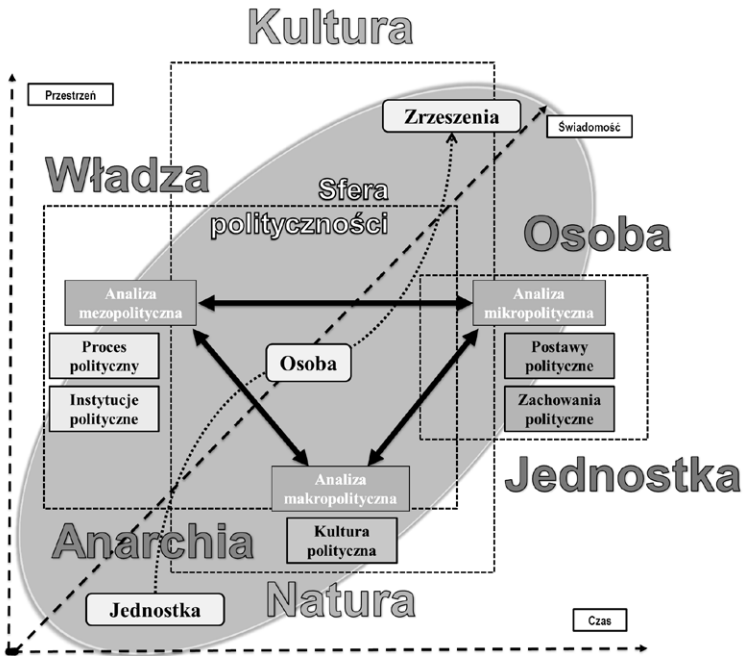 Kultura
Przestrzeń
Zrzeszenia
Świadomość
Władza
Sfera
polityczności
Osoba
Analiza
mezopolityczna
Analiza
mikropolityczna
Proces
polityczny
Osoba
Postawy
polityczne
Instytucje
polityczne
Zachowania
polityczne
Analiza
makropolityczna
Jednostka
Anarchia
Kultura
polityczna
Natura
Jednostka
Czas